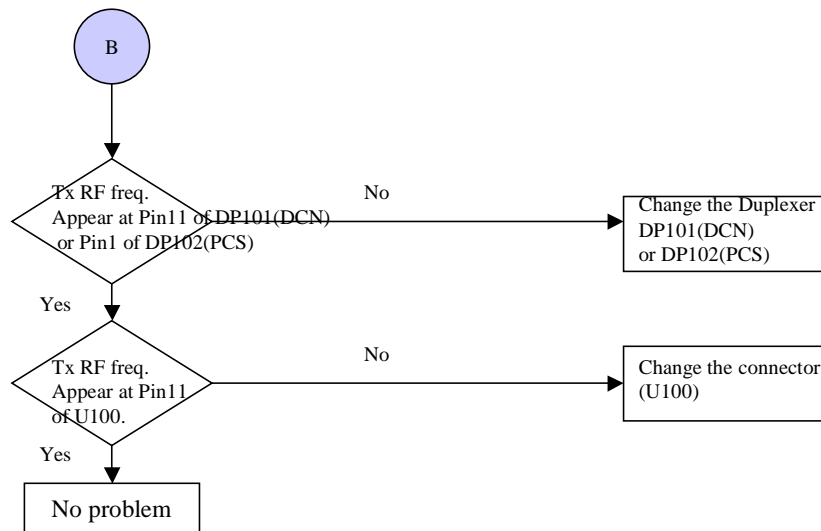 B
Tx RF freq.
Appear at Pin11 of DP101(DCN)
or Pin1 of DP102(PCS)
No
Change the Duplexer
DP101(DCN)
or DP102(PCS)
Yes
Tx RF freq.
Appear at Pin11
of U100.
No
Change the connector
(U100)
Yes
No problem